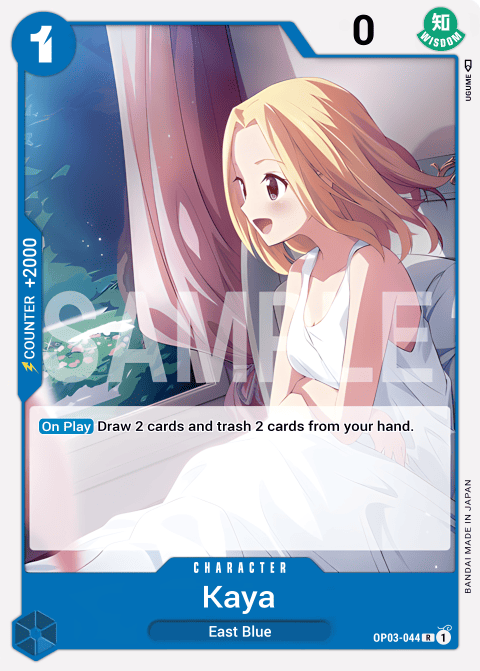 1
0
知
WISDOM
UGUME
COUNTER +2000
SAMPLE
On Play Draw 2 cards and trash 2 cards from your hand.
BANDAI MADE IN JAPAN
CHARACTER
Kaya
East Blue
OP03-044 R 1